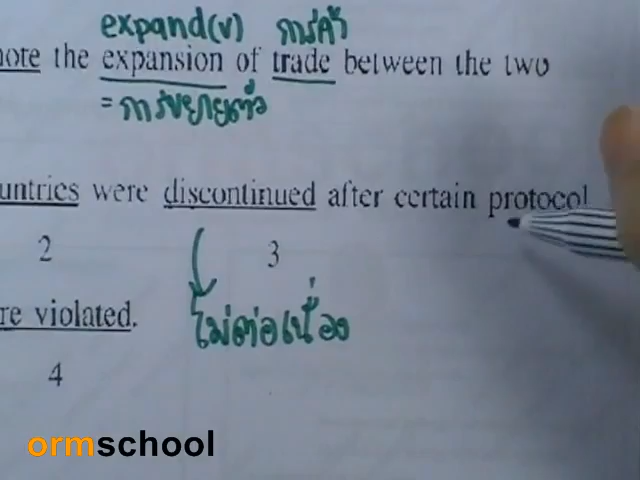 expand(v) การค้า
note the expansion of trade between the two
= การขยายตัว
untries were discontinued after certain protocol
2 3
re violated.
ไม่ต่อเนื่อง
4
ormschool